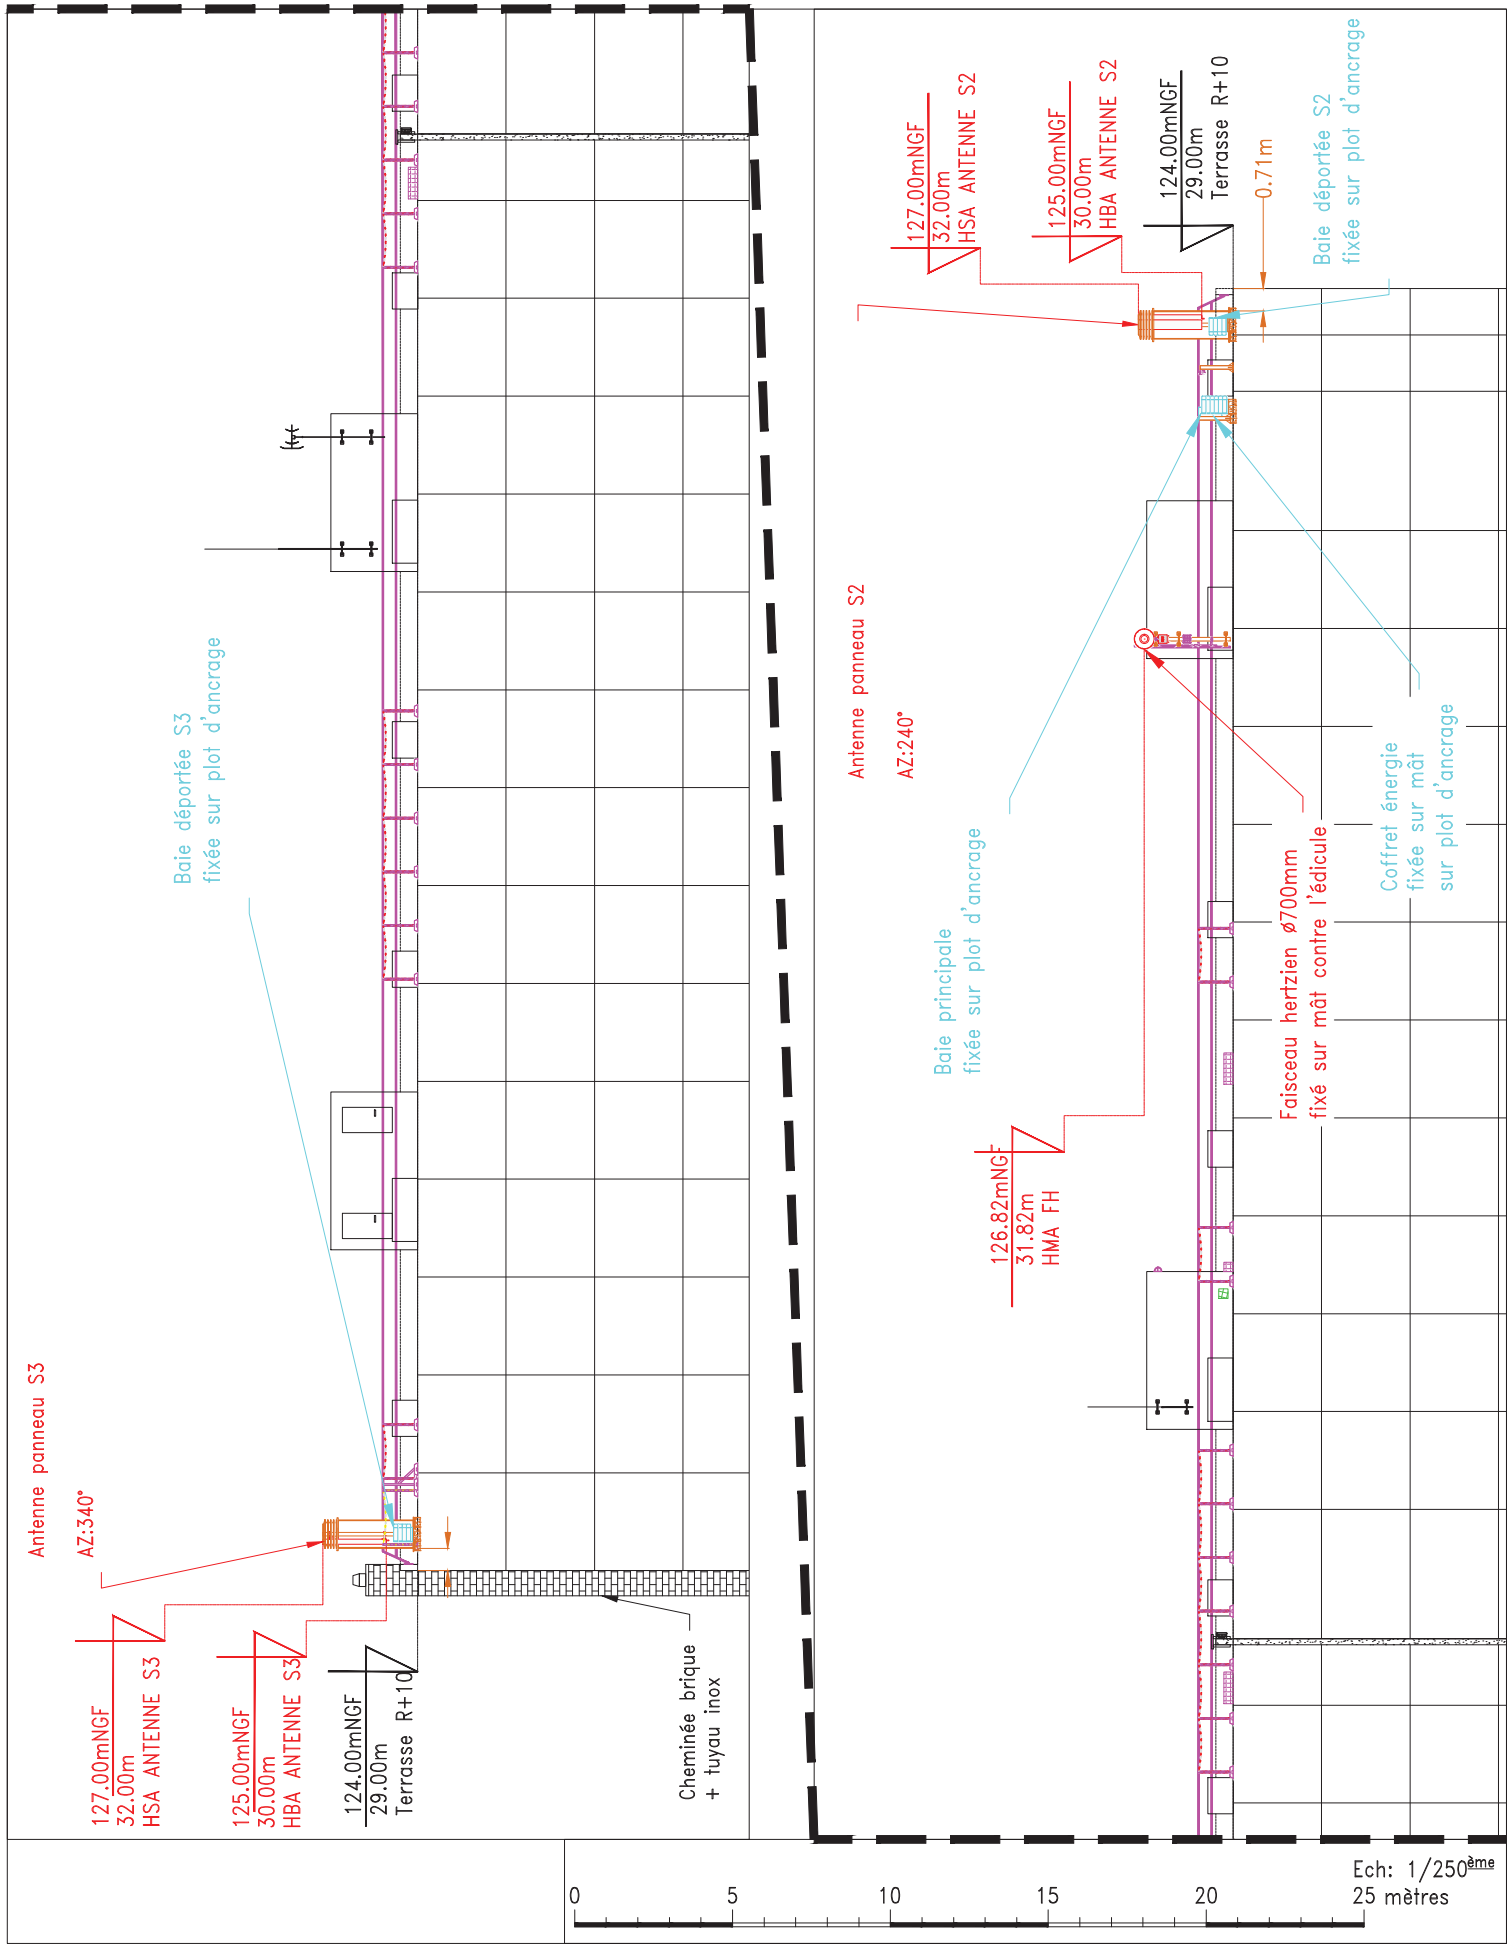 Antenne panneau S3
AZ:340°
127.00mNGF
32.00m
HSA ANTENNE S3
125.00mNGF
30.00m
HBA ANTENNE S3
124.00mNGF
29.00m
Terrasse R+10
Baie déportée S3
fixée sur plot d'ancrage
Cheminée brique
+ tuyau inox
Antenne panneau S2
AZ:240°
127.00mNGF
32.00m
HSA ANTENNE S2
125.00mNGF
30.00m
HBA ANTENNE S2
124.00mNGF
29.00m
Terrasse R+10
0.71m
Baie déportée S2
fixée sur plot d'ancrage
Baie principale
fixée sur plot d'ancrage
126.82mNGF
31.82m
HMA FH
Faisceau hertzien Ø700mm
fixé sur mât contre l'édicule
Coffret énergie
fixée sur mât
sur plot d'ancrage
Ech: 1/250ème
0 5 10 15 20 25 mètres